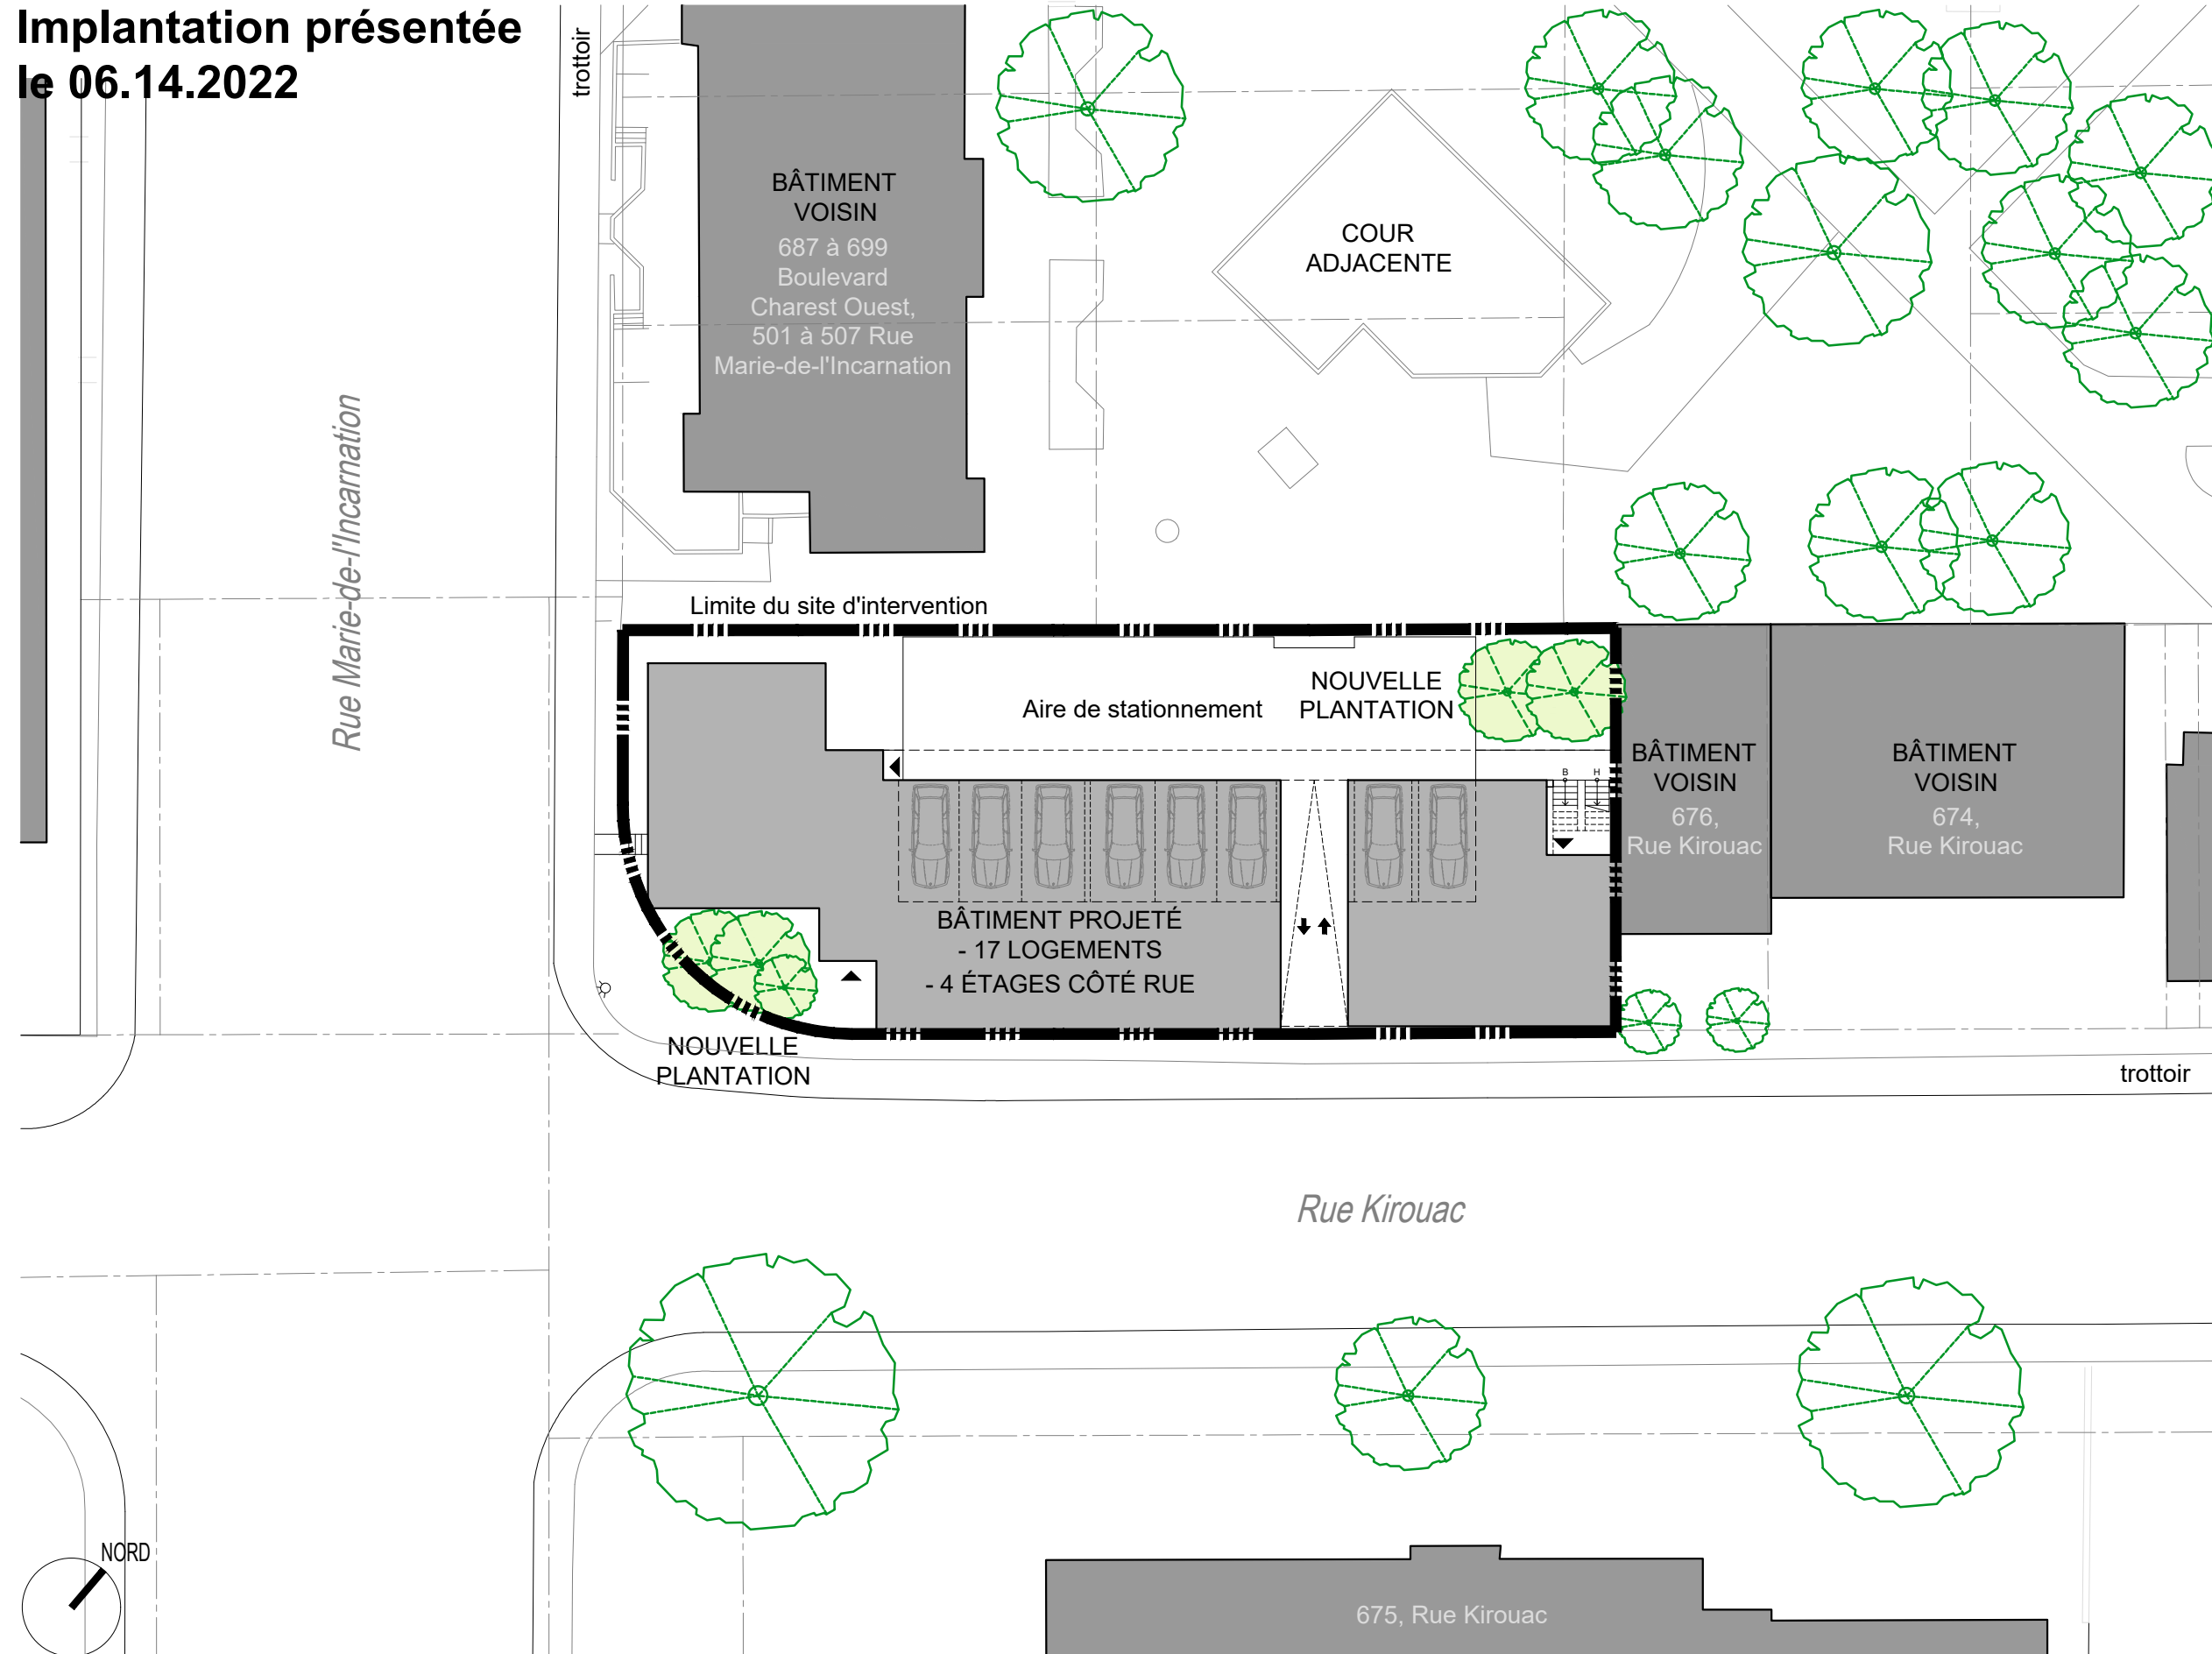 Implantation présentée
le 06.14.2022
trottoir
BÂTIMENT
VOISIN
687 à 699
Boulevard
Charest Ouest,
501 à 507 Rue
Marie-de-l'Incarnation
COUR
ADJACENTE
Rue Marie-de-l'Incarnation
Limite du site d'intervention
Aire de stationnement
NOUVELLE
PLANTATION
B
H
BÂTIMENT
VOISIN
676,
Rue Kirouac
BÂTIMENT
VOISIN
674,
Rue Kirouac
BÂTIMENT PROJETÉ
- 17 LOGEMENTS
- 4 ÉTAGES CÔTÉ RUE
NOUVELLE
PLANTATION
trottoir
Rue Kirouac
NORD
675, Rue Kirouac